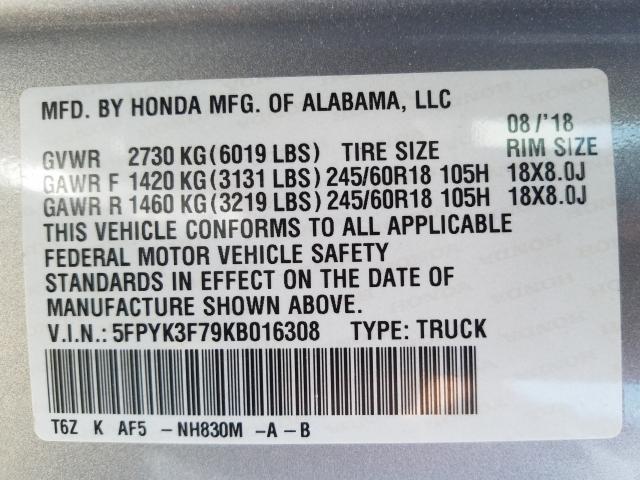 MFD. BY HONDA MFG. OF ALABAMA, LLC
08/'18
GVWR 2730 KG(6019 LBS) TIRE SIZE RIM SIZE
GAWR F 1420 KG(3131 LBS) 245/60R18 105H 18X8.0J
GAWR R 1460 KG(3219 LBS) 245/60R18 105H 18X8.0J
THIS VEHICLE CONFORMS TO ALL APPLICABLE
FEDERAL MOTOR VEHICLE SAFETY
STANDARDS IN EFFECT ON THE DATE OF
MANUFACTURE SHOWN ABOVE.
V.I.N.: 5FPYK3F79KB016308 TYPE: TRUCK
T6Z K AF5 -NH830M -A-B